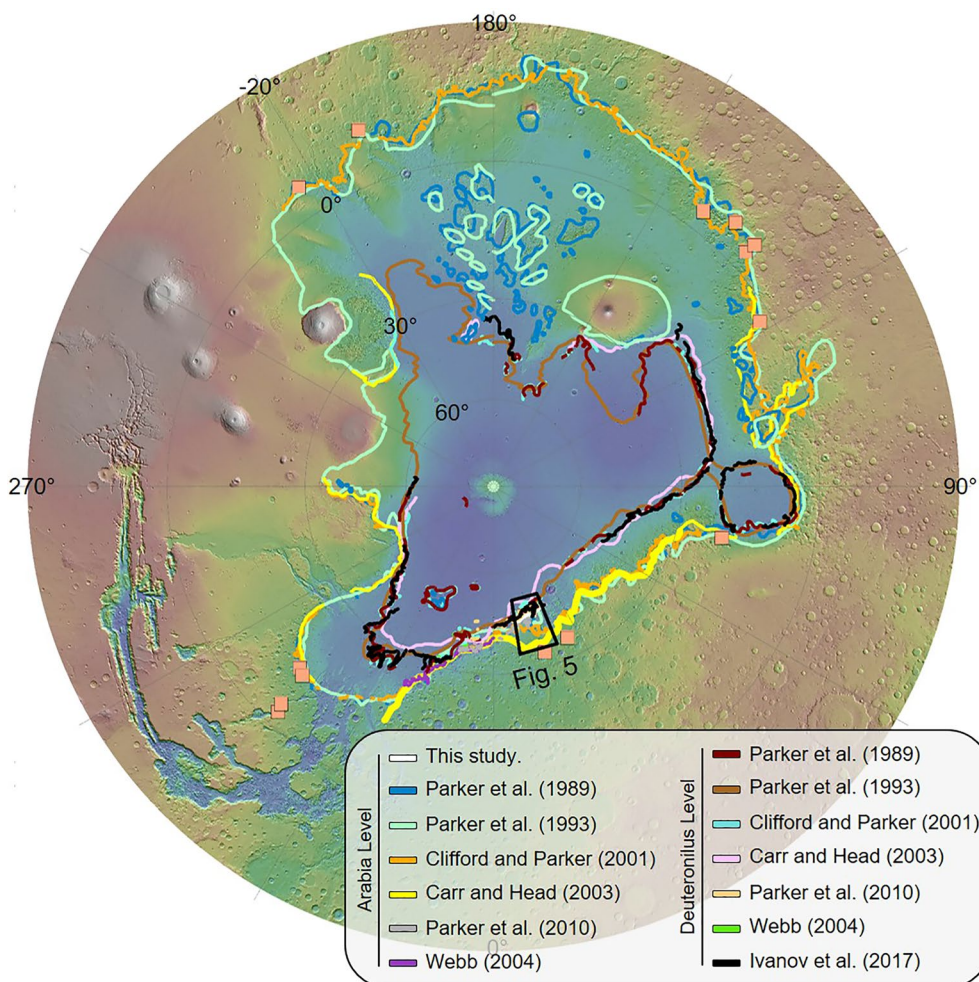 180°
-20°
0°
30°
60°
270°
90°
Fig. 5
Arabia Level
This study.
Parker et al. (1989)
Parker et al. (1993)
Clifford and Parker (2001)
Carr and Head (2003)
Parker et al. (2010)
Webb (2004)
Deuteronilus Level
Parker et al. (1989)
Parker et al. (1993)
Clifford and Parker (2001)
Carr and Head (2003)
Parker et al. (2010)
Webb (2004)
Ivanov et al. (2017)
0°